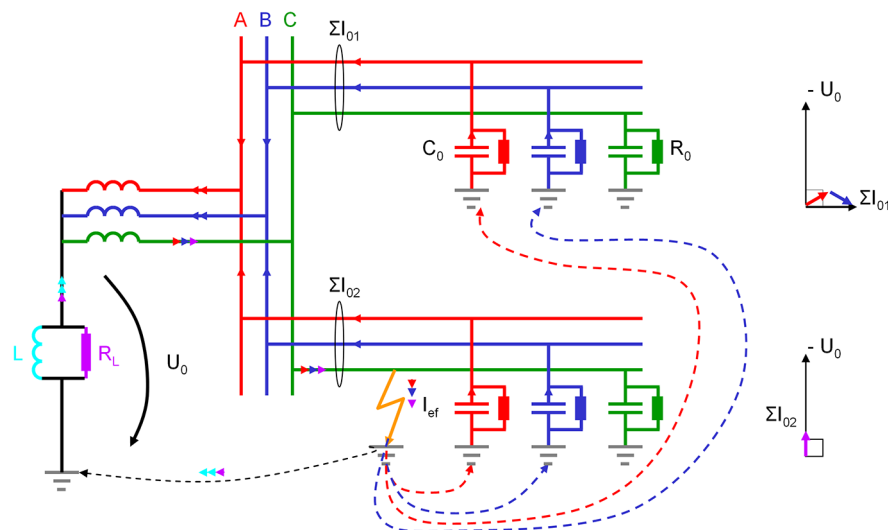 A B C
ΣI01
- U0
C0
R0
ΣI01
ΣI02
L
RL
U0
Ief
- U0
ΣI02